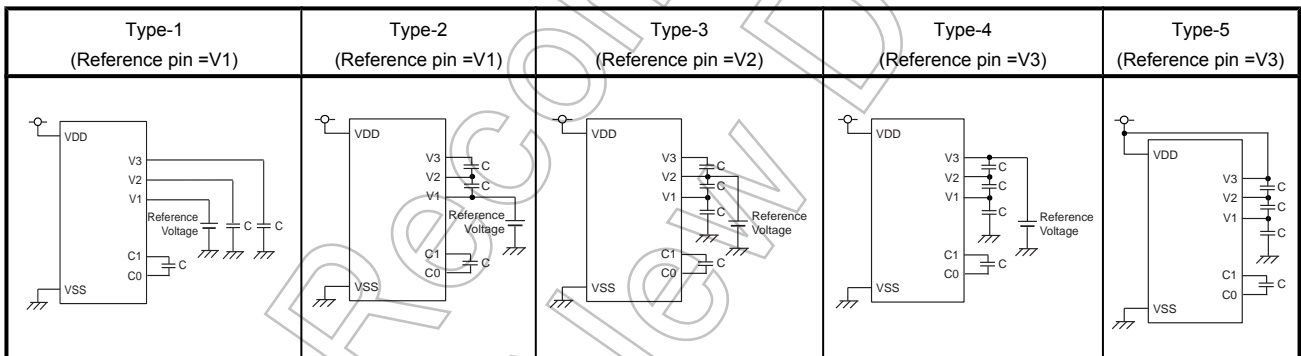 Type-1
(Reference pin =V1)
Type-2
(Reference pin =V1)
Type-3
(Reference pin =V2)
Type-4
(Reference pin =V3)
Type-5
(Reference pin =V3)
VDD
V3
V2
V1
Reference
Voltage
C
C
C1
C0
C
VSS
VDD
V3
C
V2
C
V1
Reference
Voltage
C1
C0
C
VSS
VDD
V3
C
V2
C
V1
C
Reference
Voltage
C1
C0
C
VSS
VDD
V3
C
V2
C
V1
C
Reference
Voltage
C1
C0
C
VSS
VDD
V3
C
V2
C
V1
C
C1
C0
C
VSS